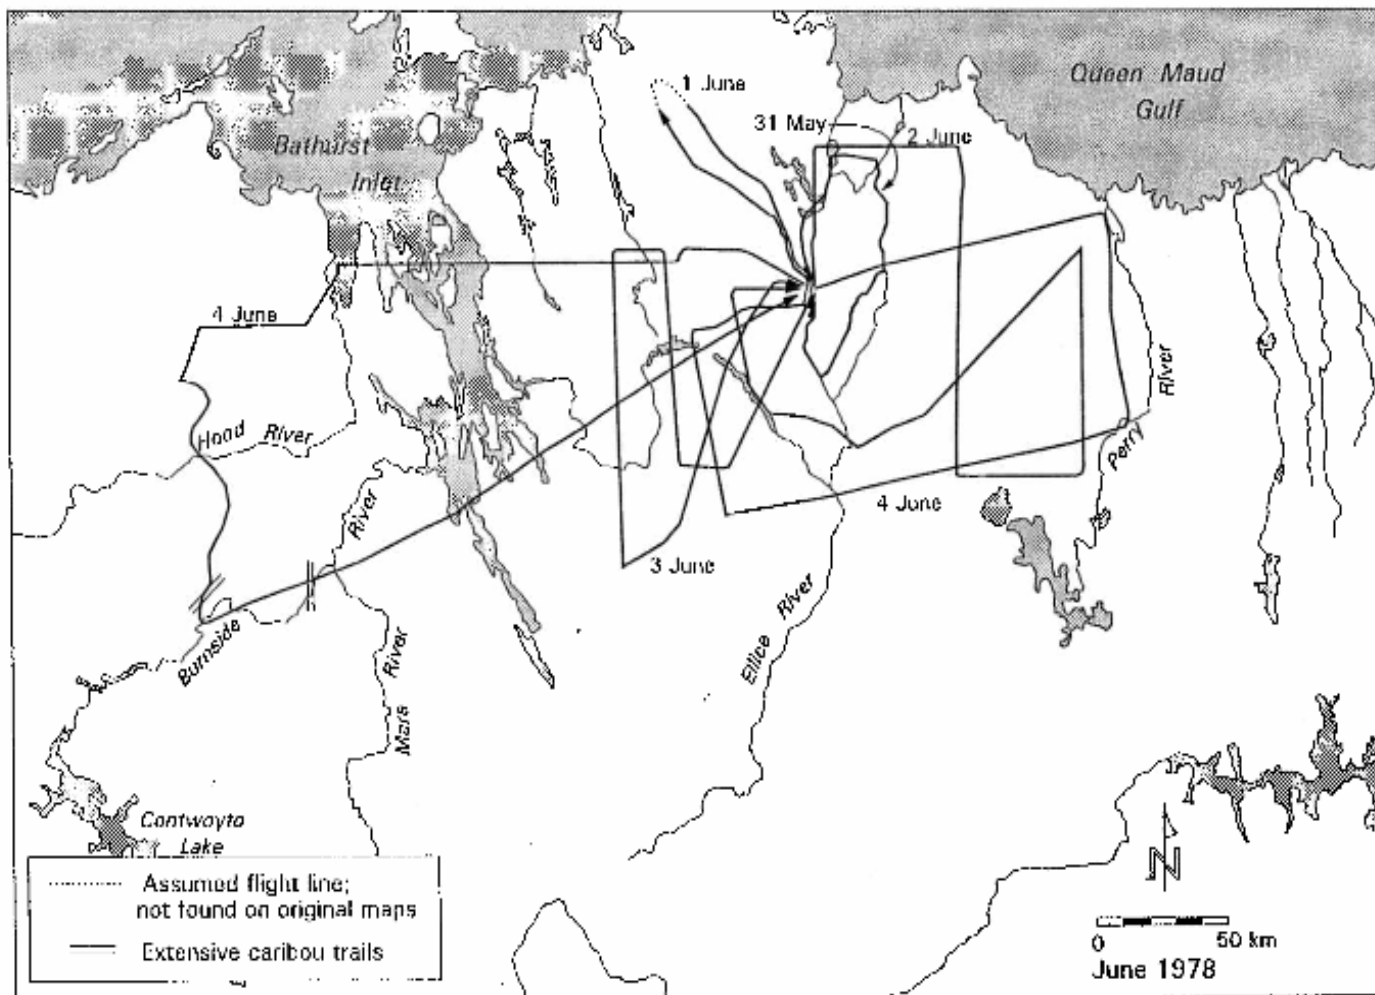 1 June
Queen Maud
Gulf
31 May
2 June
Bathurst
Inlet
4 June
Hood River
River
Perry
River
4 June
3 June
Burnside
River
Mara
River
Ellice
River
Contwoyto
Lake
Assumed flight line;
not found on original maps
Extensive caribou trails
N
0 50 km
June 1978